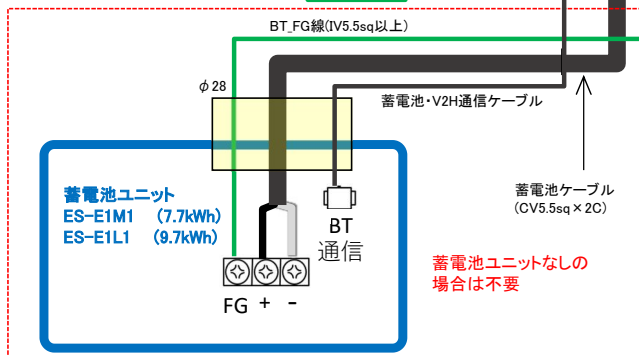 BT_FG線(IV5.5sq以上)
φ28
蓄電池・V2H通信ケーブル
蓄電池ユニット
ES-E1M1 (7.7kWh)
ES-E1L1 (9.7kWh)
BT
通信
蓄電池ケーブル
(CV5.5sq×2C)
FG + -
蓄電池ユニットなしの
場合は不要